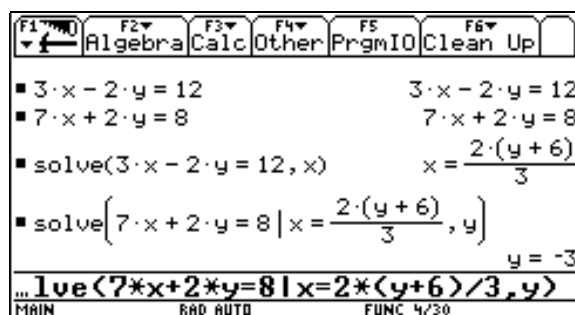 F1 F2 F3 F4 F5 F6
Algebra Calc Other PrgmIO Clean Up
▪ 3·x − 2·y = 12 3·x − 2·y = 12
▪ 7·x + 2·y = 8 7·x + 2·y = 8
▪ solve(3·x − 2·y = 12, x) x = 2·(y + 6)/3
▪ solve(7·x + 2·y = 8 | x = 2·(y + 6)/3, y)
y = ⁻3
…lve(7*x+2*y=8|x=2*(y+6)/3,y)
MAIN RAD AUTO FUNC 4/30